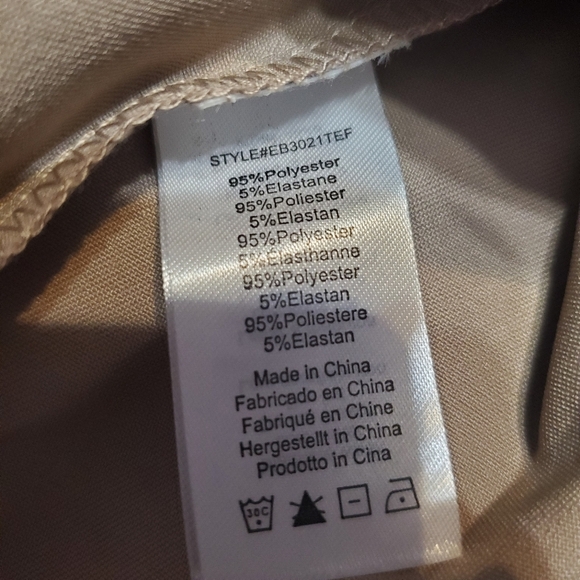 STYLE#EB3021TEF
95%Polyester
5%Elastane
95%Poliester
5%Elastan
95%Polyester
5%Elasthanne
95%Polyester
5%Elastan
95%Poliestere
5%Elastan
Made in China
Fabricado en China
Fabriqué en Chine
Hergestellt in China
Prodotto in Cina
30C